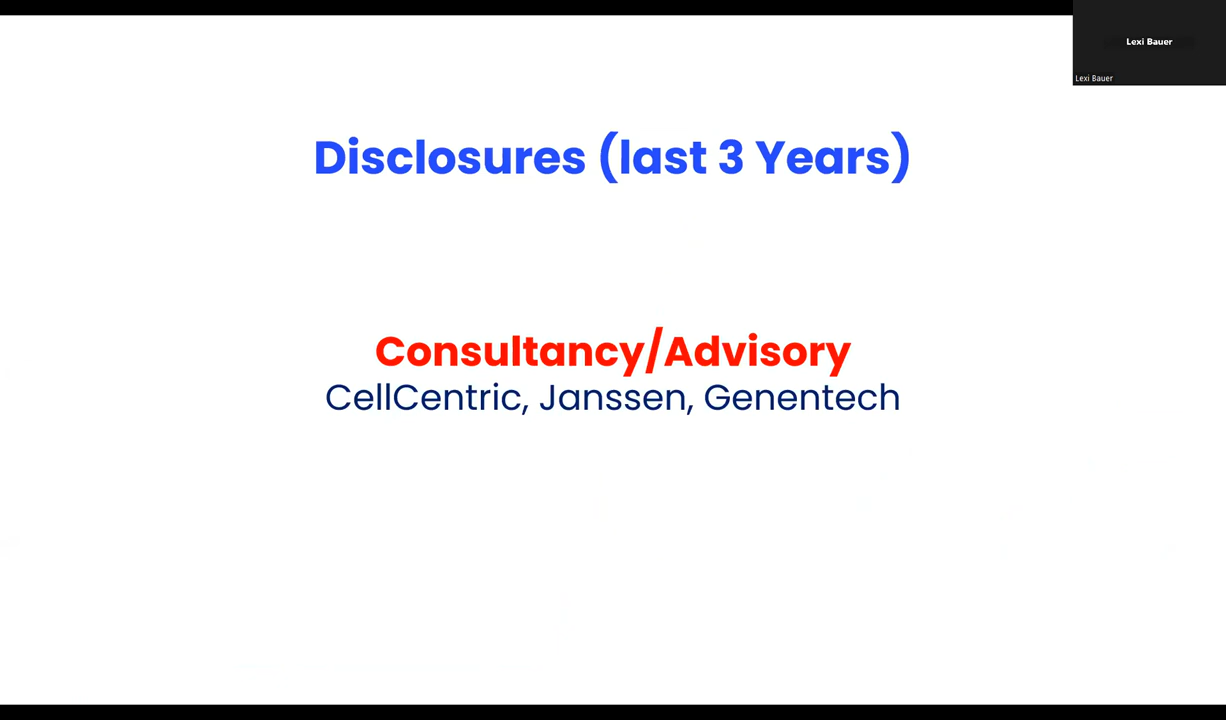 Lexi Bauer
Lexi Bauer
Disclosures (last 3 Years)
Consultancy/Advisory
CellCentric, Janssen, Genentech